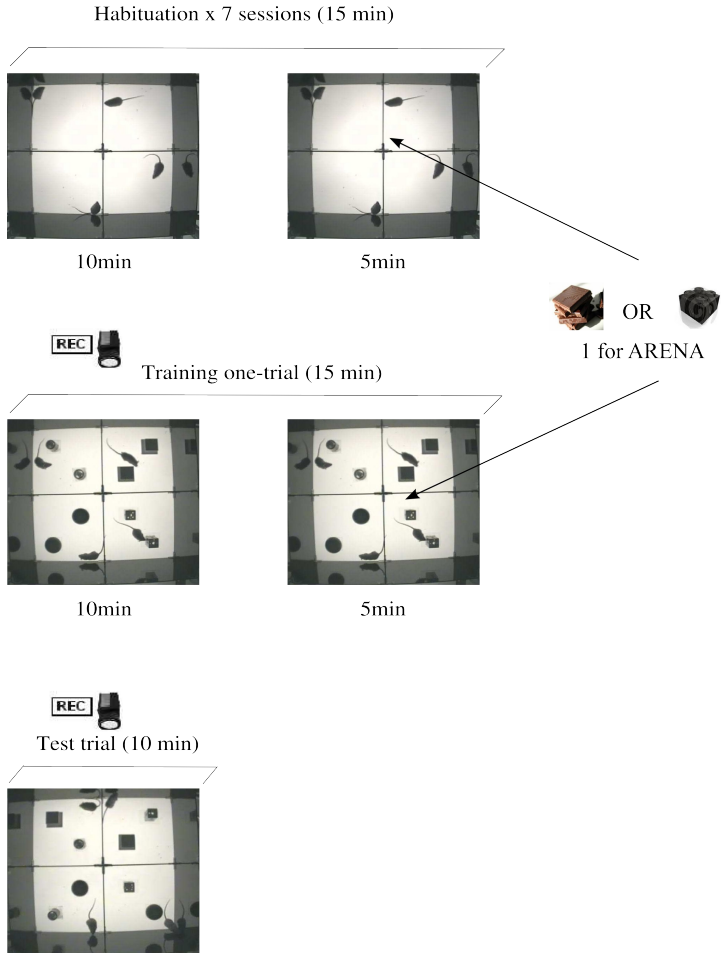 Habituation x 7 sessions (15 min)
10min
5min
OR
1 for ARENA
REC
Training one-trial (15 min)
10min
5min
REC
Test trial (10 min)